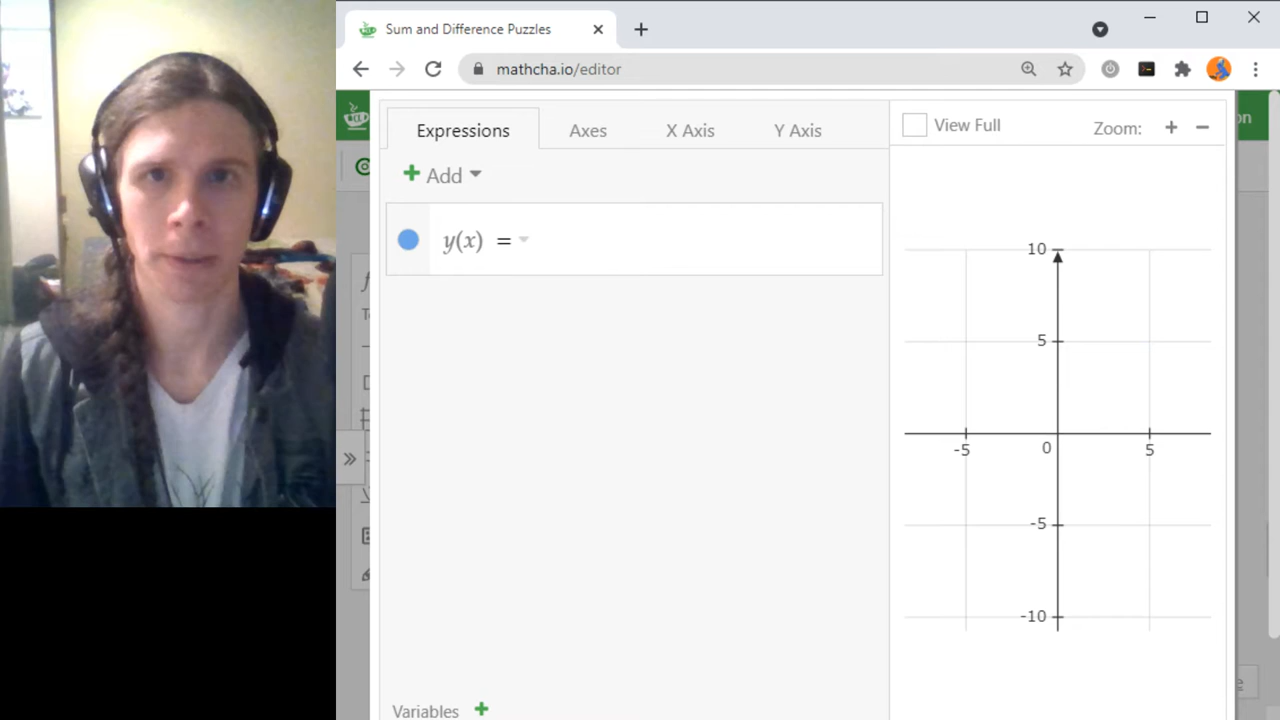 Sum and Difference Puzzles
mathcha.io/editor
Expressions
Axes
X Axis
Y Axis
View Full
Zoom:
Add
y(x) =
10
5
-5
0
5
-5
-10
Variables